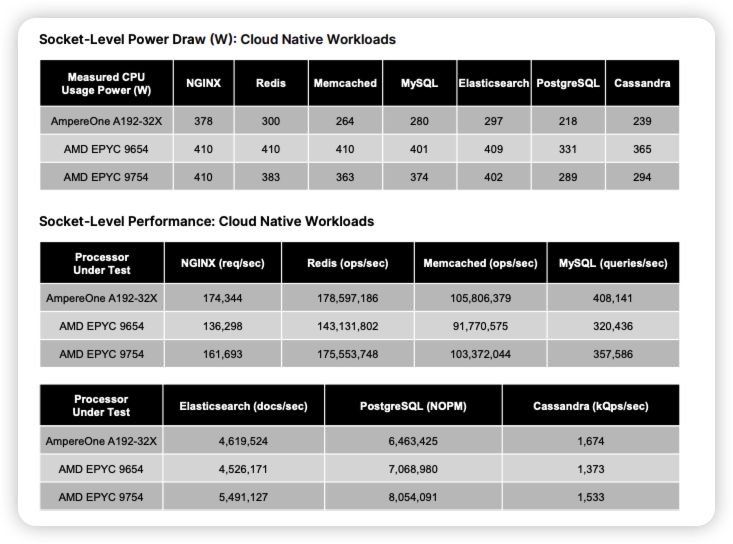 Socket-Level Power Draw (W): Cloud Native Workloads
Measured CPU Usage Power (W) NGINX Redis Memcached MySQL Elasticsearch PostgreSQL Cassandra
AmpereOne A192-32X 378 300 264 280 297 218 239
AMD EPYC 9654 410 410 410 401 409 331 365
AMD EPYC 9754 410 383 363 374 402 289 294
Socket-Level Performance: Cloud Native Workloads
Processor Under Test NGINX (req/sec) Redis (ops/sec) Memcached (ops/sec) MySQL (queries/sec)
AmpereOne A192-32X 174,344 178,597,186 105,806,379 408,141
AMD EPYC 9654 136,298 143,131,802 91,770,575 320,436
AMD EPYC 9754 161,693 175,553,748 103,372,044 357,586
Processor Under Test Elasticsearch (docs/sec) PostgreSQL (NOPM) Cassandra (kQps/sec)
AmpereOne A192-32X 4,619,524 6,463,425 1,674
AMD EPYC 9654 4,526,171 7,068,980 1,373
AMD EPYC 9754 5,491,127 8,054,091 1,533